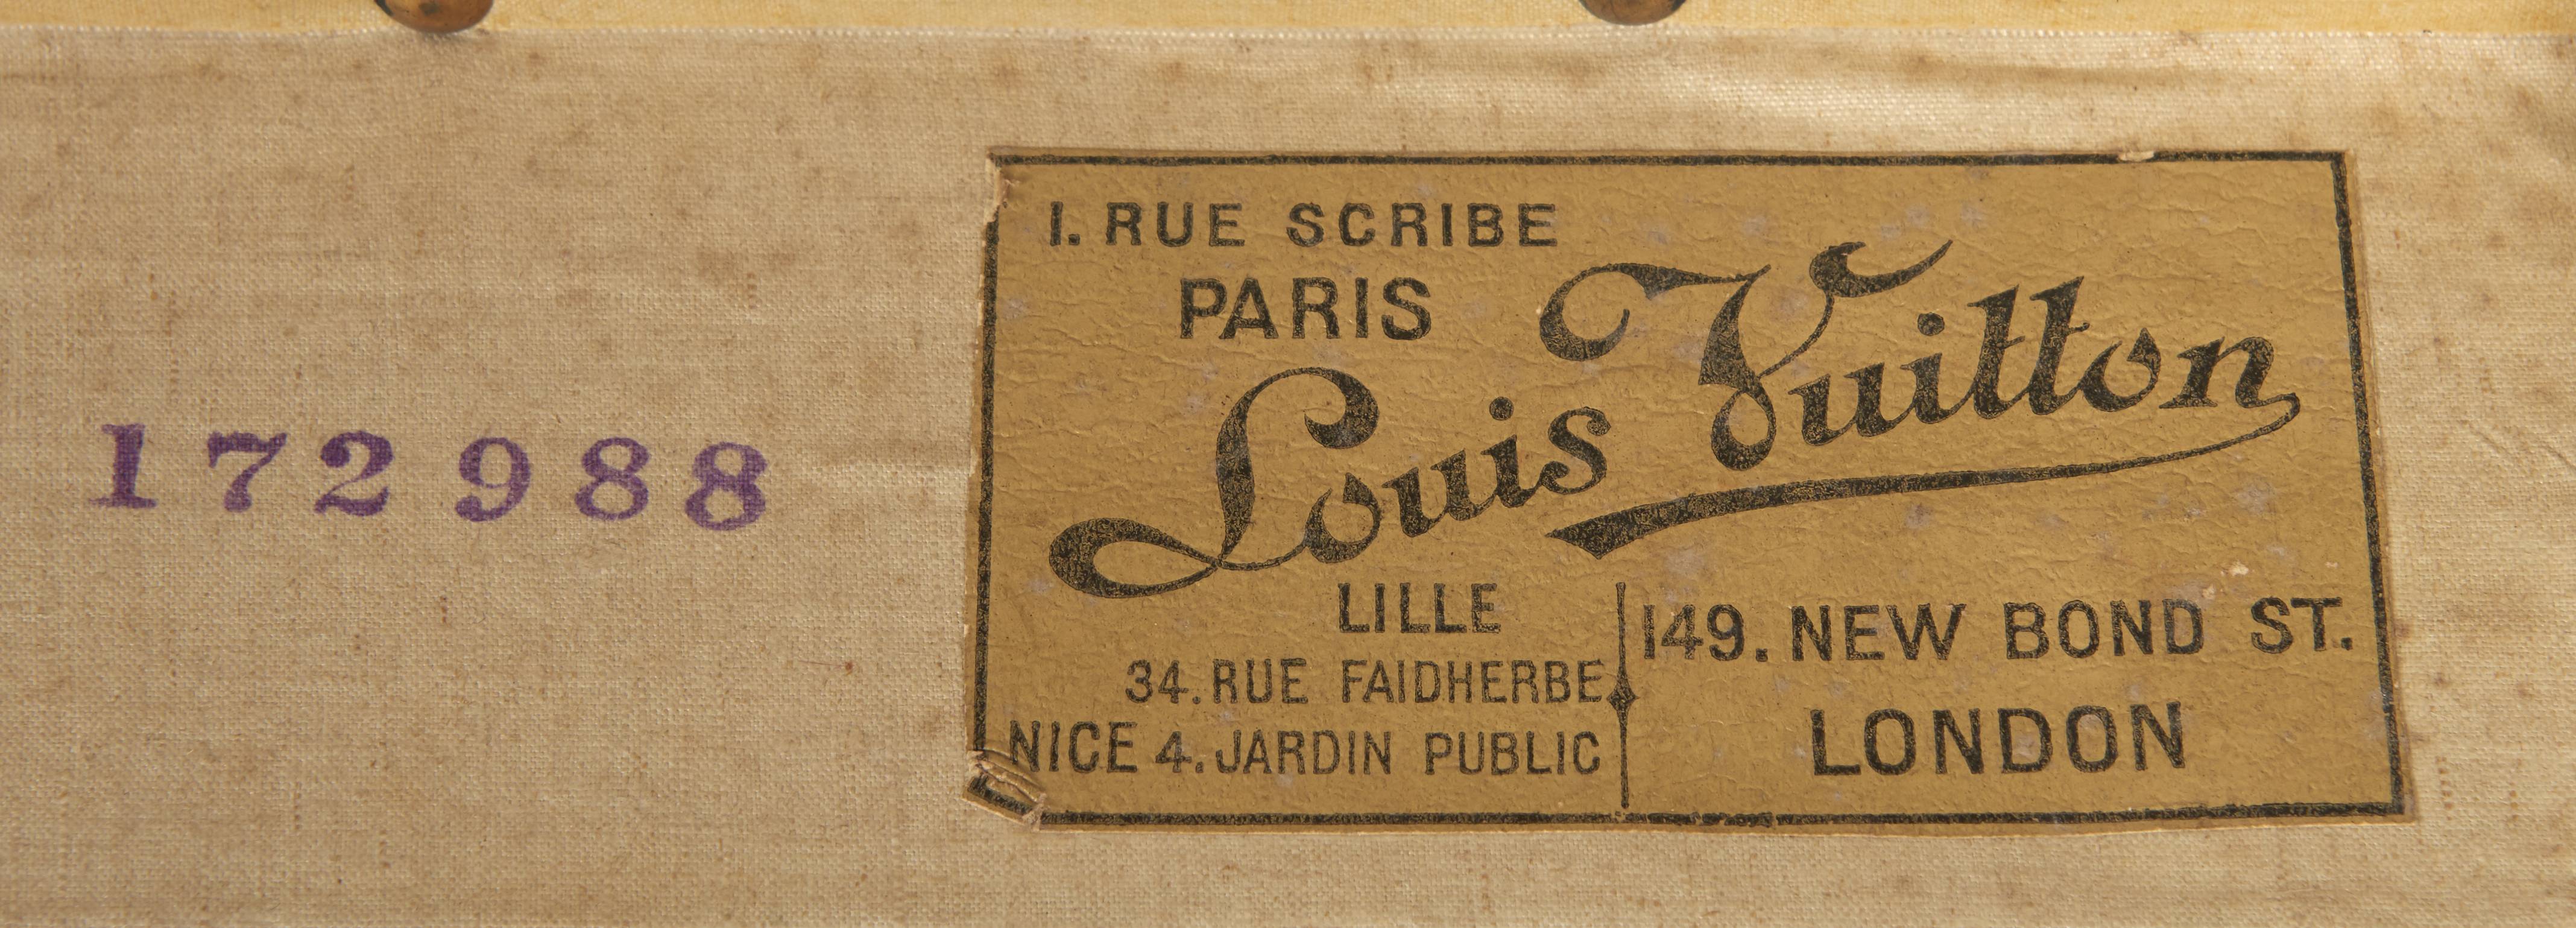 172988
1. RUE SCRIBE
PARIS
Louis Vuitton
LILLE
34. RUE FAIDHERBE
NICE 4. JARDIN PUBLIC
149. NEW BOND ST.
LONDON